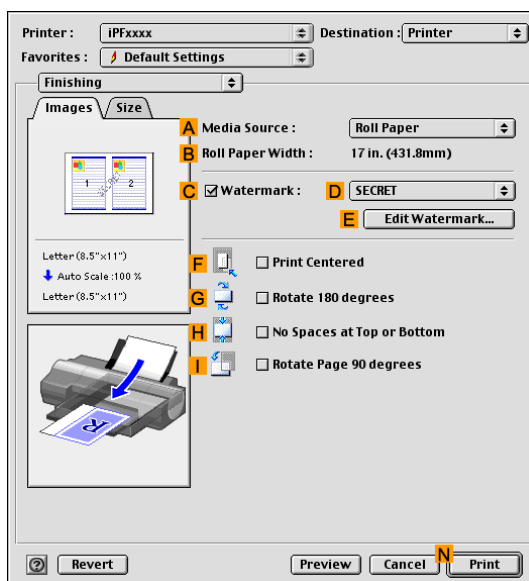 Printer : iPFxxxx Destination : Printer
Favorites : Default Settings
Finishing
Images Size
A Media Source : Roll Paper
B Roll Paper Width : 17 in. (431.8mm)
1 SECRET 2
C Watermark : D SECRET
E Edit Watermark...
Letter (8.5"x11")
Auto Scale :100 %
Letter (8.5"x11")
F Print Centered
G Rotate 180 degrees
H No Spaces at Top or Bottom
I Rotate Page 90 degrees
R
N
? Revert Preview Cancel Print